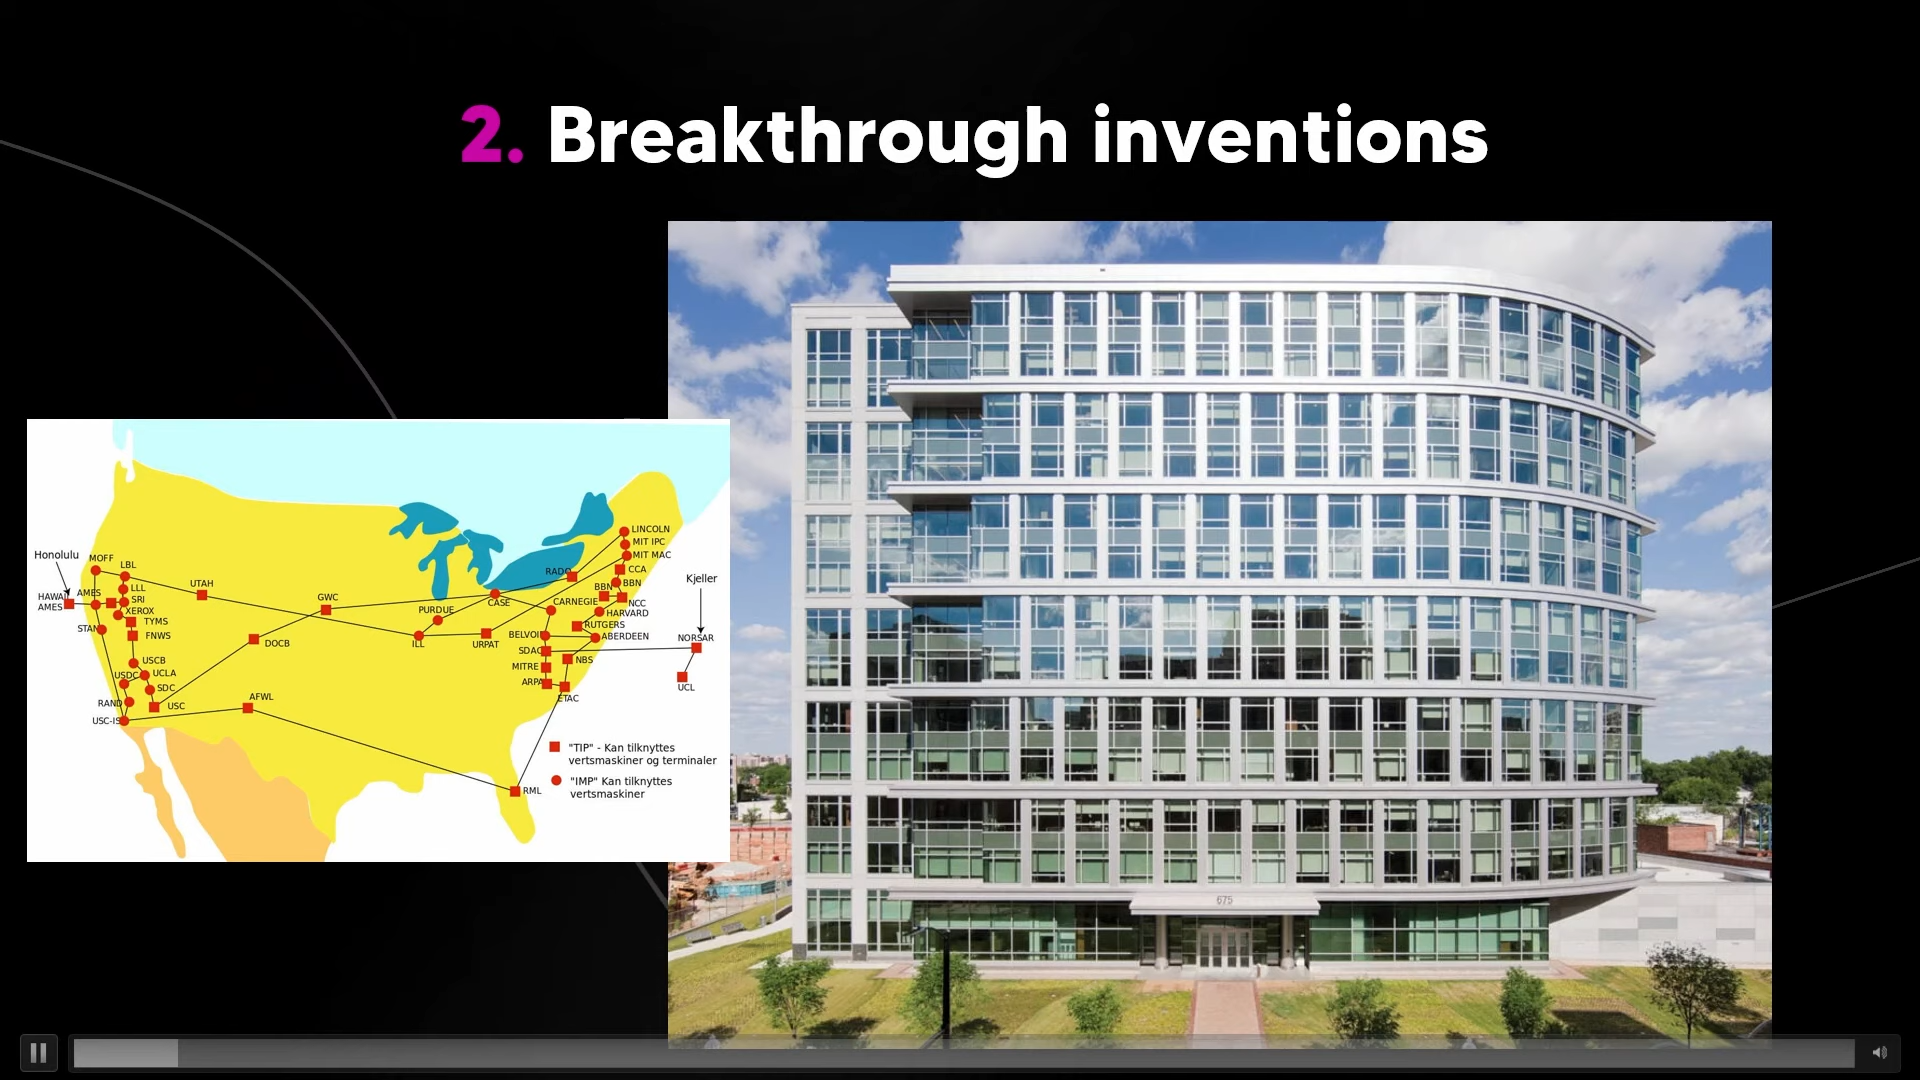 2. Breakthrough inventions
LINCOLN
MIT IPC
MIT MAC
CCA
BBN
BBN
NCC
HARVARD
RUTGERS
ABERDEEN
CARNEGIE
RADC
CASE
PURDUE
ILL
URPAT
GWC
UTAH
DOCB
AFWL
Honolulu
MOFF
LBL
HAWAII
AMES
AMES
LLL
SRI
XEROX
TYMS
FNWS
STAN
USCB
UCLA
USDC
SDC
RAND
USC
USC-IS
BELVOIR
SDAC
MITRE
ARPA
NBS
ETAC
RML
Kjeller
NORSAR
UCL
"TIP" - Kan tilknyttes
vertsmaskiner og terminaler
"IMP" Kan tilknyttes
vertsmaskiner
675